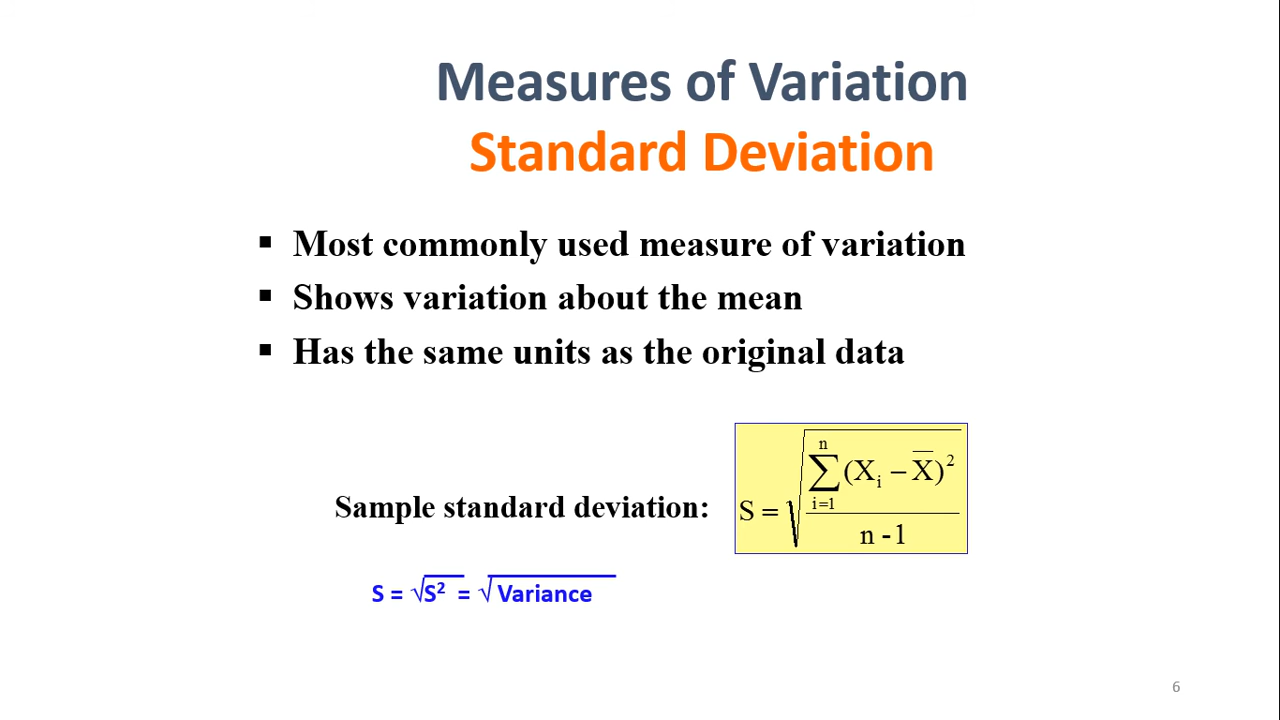 Measures of Variation
Standard Deviation
▪ Most commonly used measure of variation
▪ Shows variation about the mean
▪ Has the same units as the original data
Sample standard deviation: S = √(∑ⁿᵢ₌₁ (Xᵢ − X̄)² / (n - 1))
S = √S² = √Variance
6